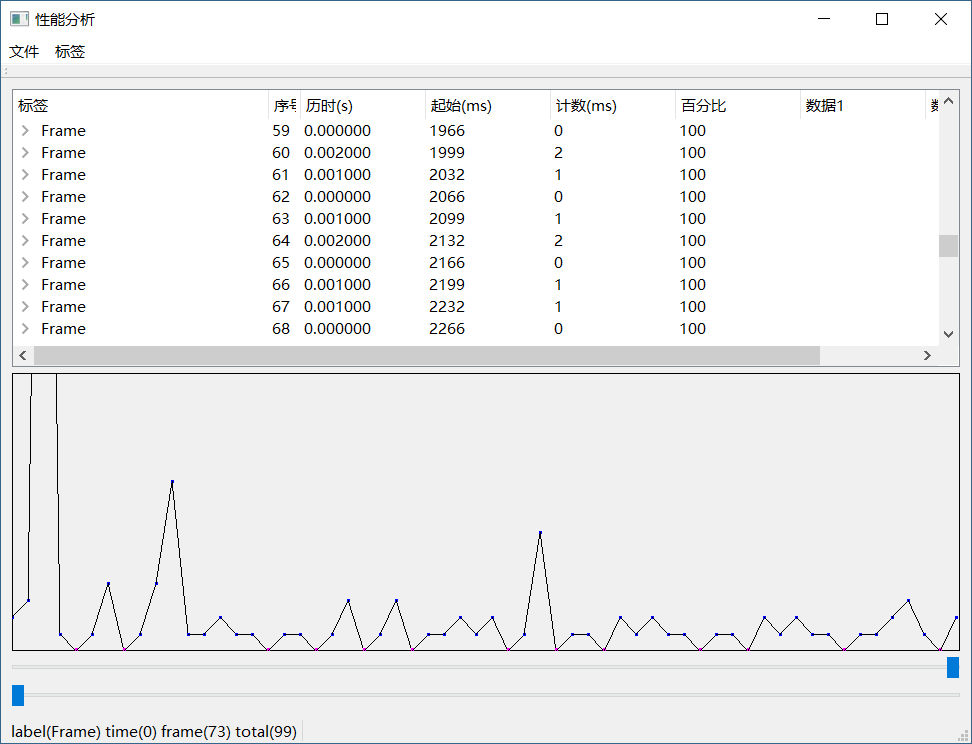 性能分析
文件 标签
标签 序号 历时(s) 起始(ms) 计数(ms) 百分比 数据1
Frame 59 0.000000 1966 0 100
Frame 60 0.002000 1999 2 100
Frame 61 0.001000 2032 1 100
Frame 62 0.000000 2066 0 100
Frame 63 0.001000 2099 1 100
Frame 64 0.002000 2132 2 100
Frame 65 0.000000 2166 0 100
Frame 66 0.001000 2199 1 100
Frame 67 0.001000 2232 1 100
Frame 68 0.000000 2266 0 100
label(Frame) time(0) frame(73) total(99)